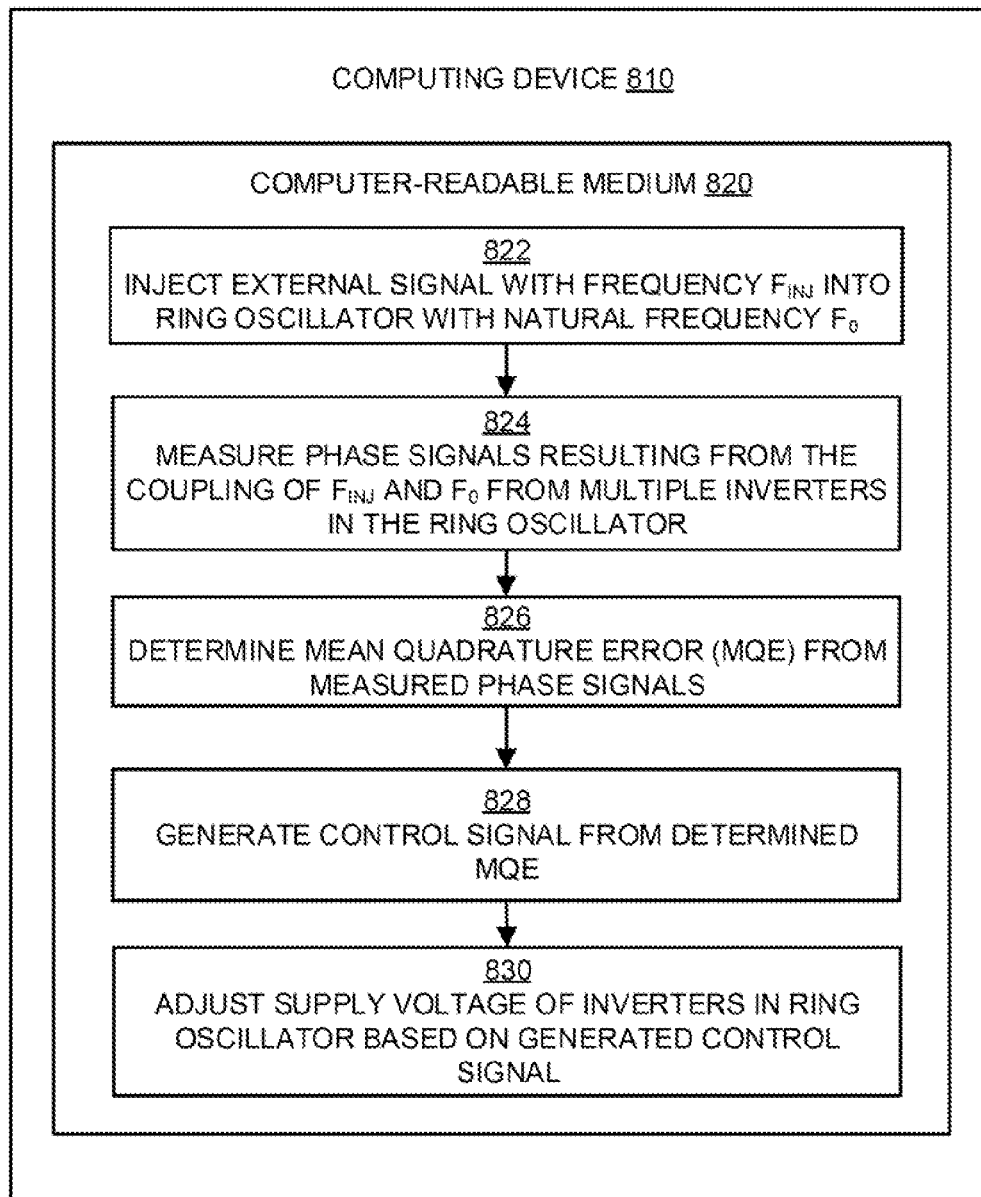 COMPUTING DEVICE 810
COMPUTER-READABLE MEDIUM 820
822
INJECT EXTERNAL SIGNAL WITH FREQUENCY FINJ INTO
RING OSCILLATOR WITH NATURAL FREQUENCY F0
824
MEASURE PHASE SIGNALS RESULTING FROM THE
COUPLING OF FINJ AND F0 FROM MULTIPLE INVERTERS
IN THE RING OSCILLATOR
826
DETERMINE MEAN QUADRATURE ERROR (MQE) FROM
MEASURED PHASE SIGNALS
828
GENERATE CONTROL SIGNAL FROM DETERMINED
MQE
830
ADJUST SUPPLY VOLTAGE OF INVERTERS IN RING
OSCILLATOR BASED ON GENERATED CONTROL
SIGNAL